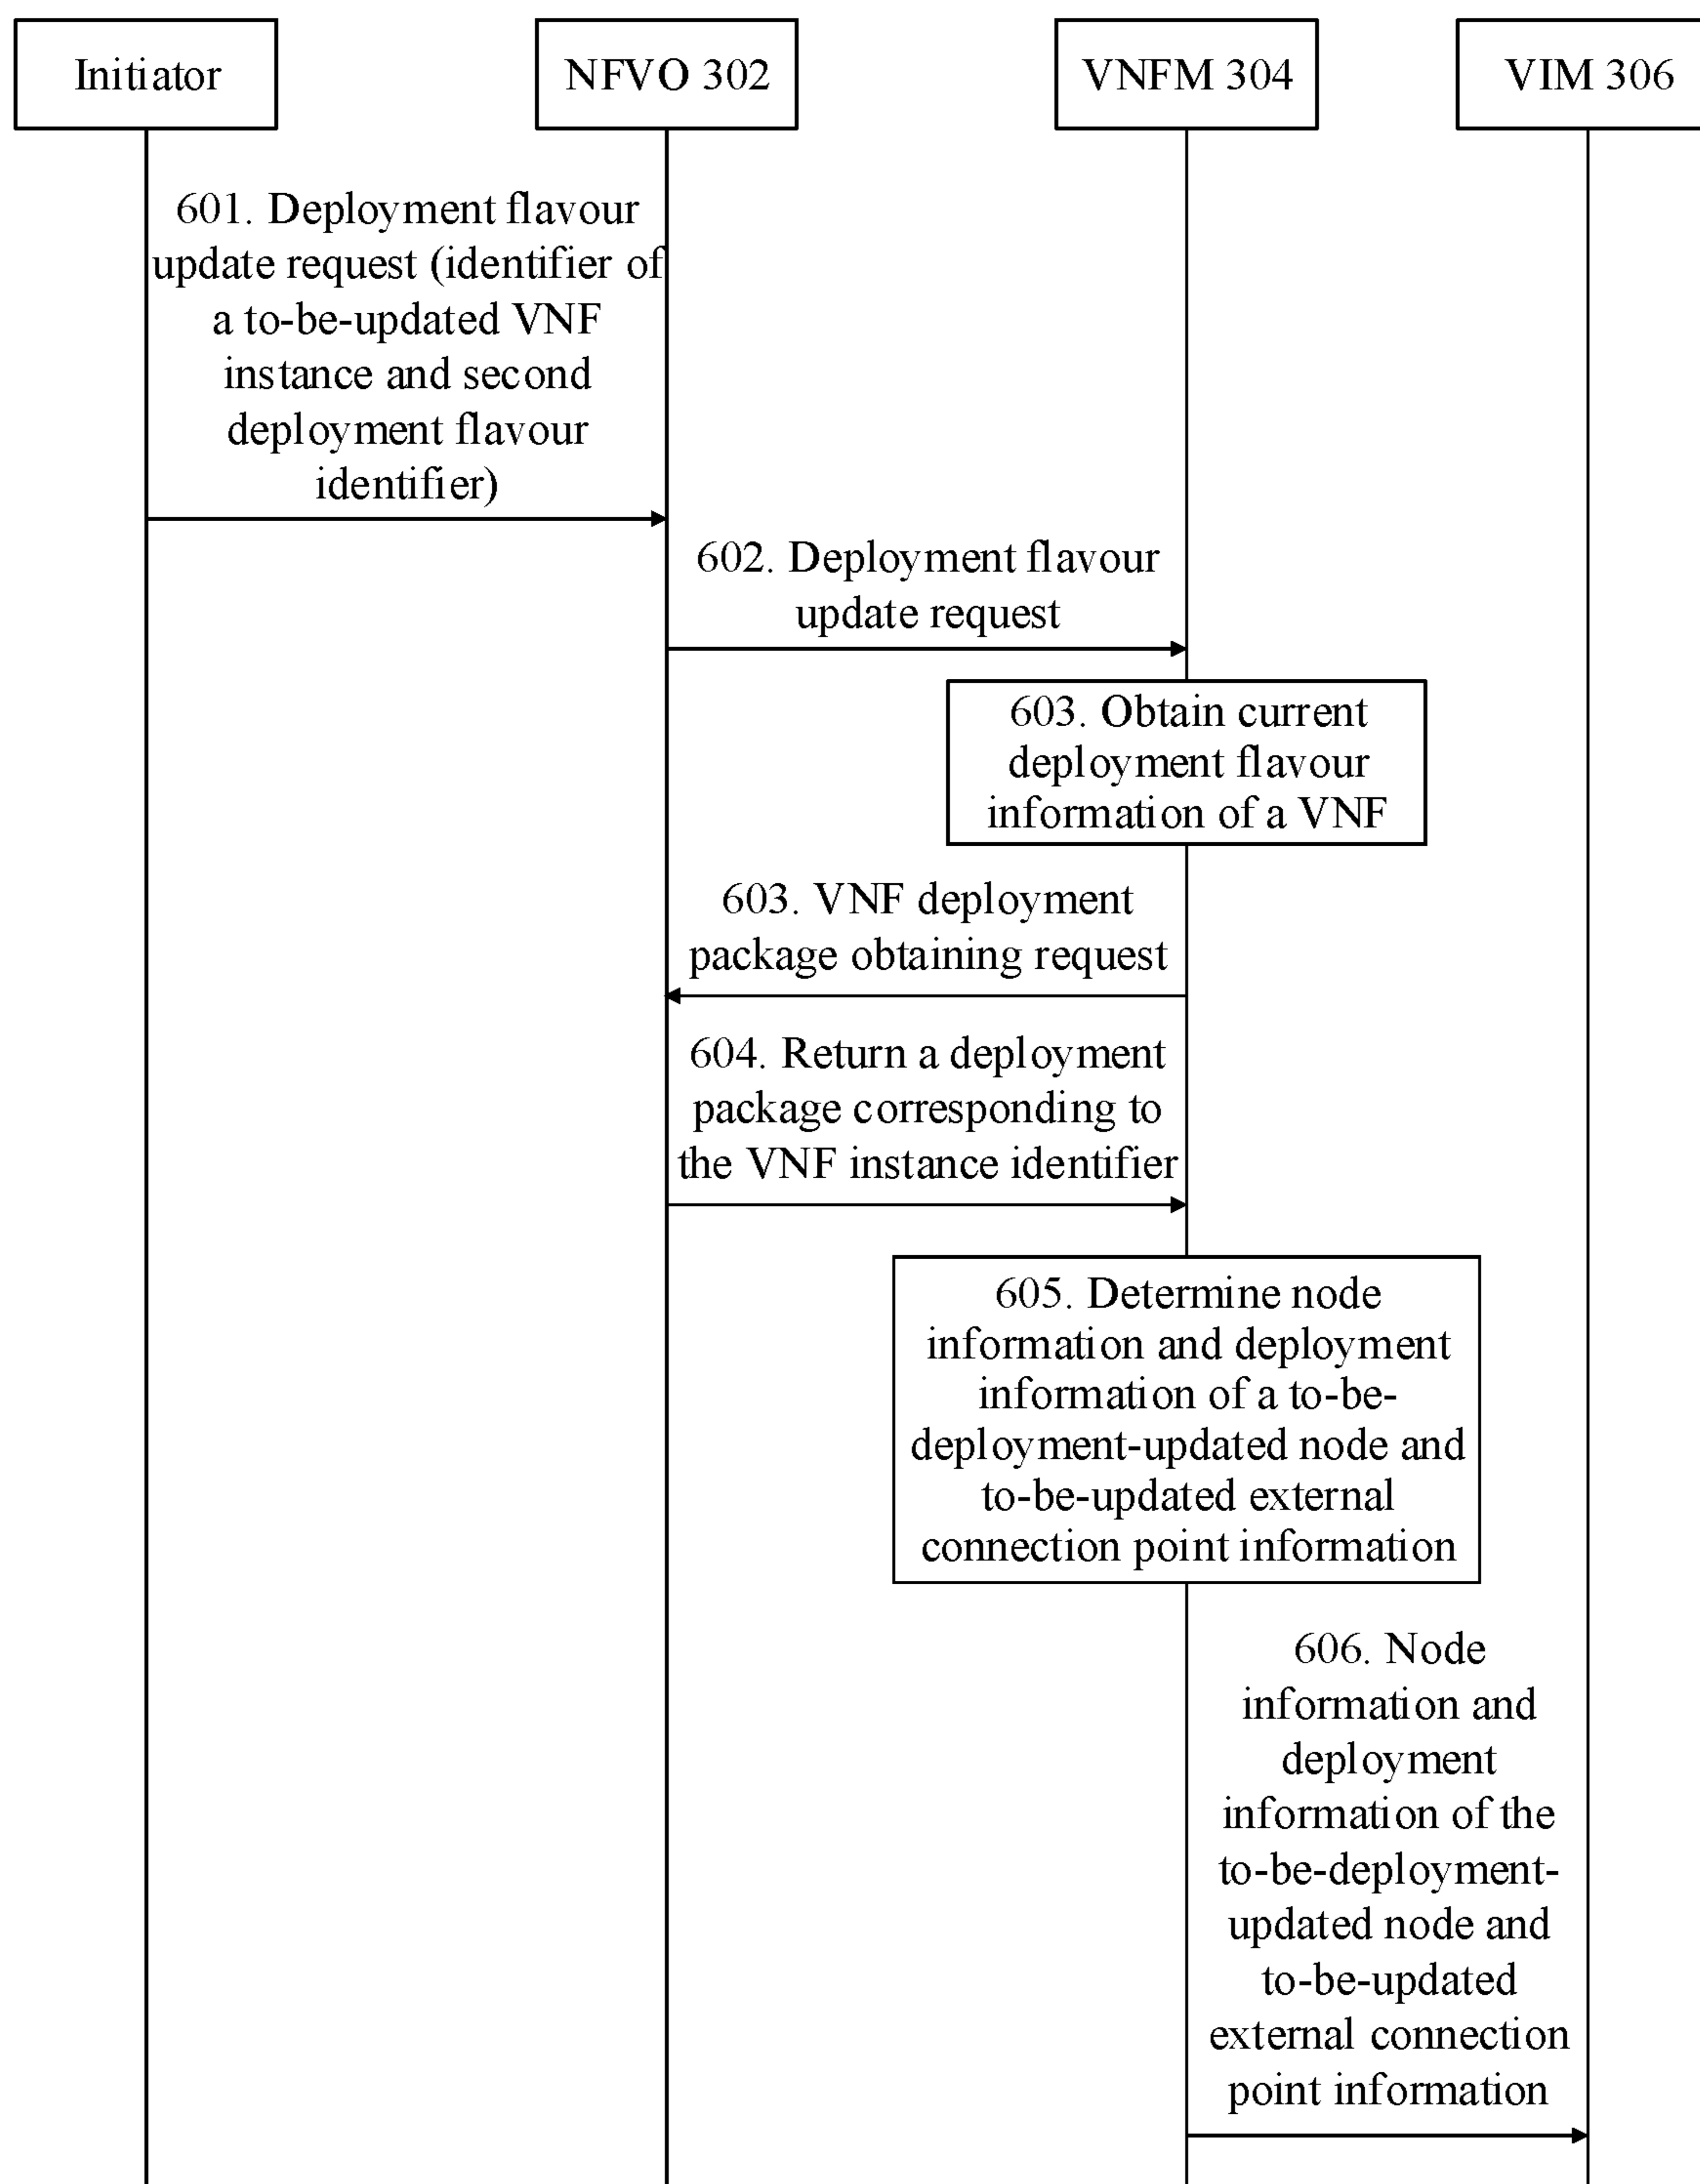 Initiator
NFVO 302
VNFM 304
VIM 306
601. Deployment flavour
update request (identifier of
a to-be-updated VNF
instance and second
deployment flavour
identifier)
602. Deployment flavour
update request
603. Obtain current
deployment flavour
information of a VNF
603. VNF deployment
package obtaining request
604. Return a deployment
package corresponding to
the VNF instance identifier
605. Determine node
information and deployment
information of a to-be-
deployment-updated node and
to-be-updated external
connection point information
606. Node
information and
deployment
information of the
to-be-deployment-
updated node and
to-be-updated
external connection
point information